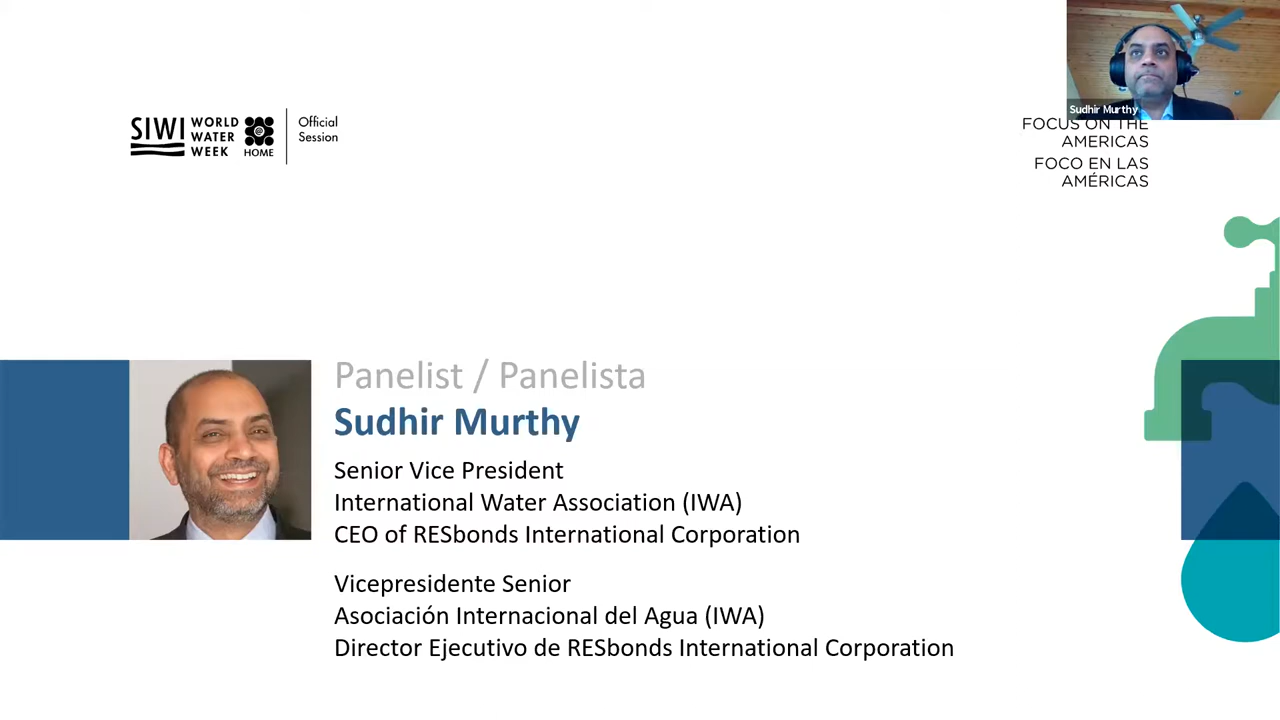 SIWI WORLD WATER WEEK @ HOME
Official Session
Sudhir Murthy
FOCUS ON THE
AMERICAS
FOCO EN LAS
AMÉRICAS
Panelist / Panelista
Sudhir Murthy
Senior Vice President
International Water Association (IWA)
CEO of RESbonds International Corporation
Vicepresidente Senior
Asociación Internacional del Agua (IWA)
Director Ejecutivo de RESbonds International Corporation